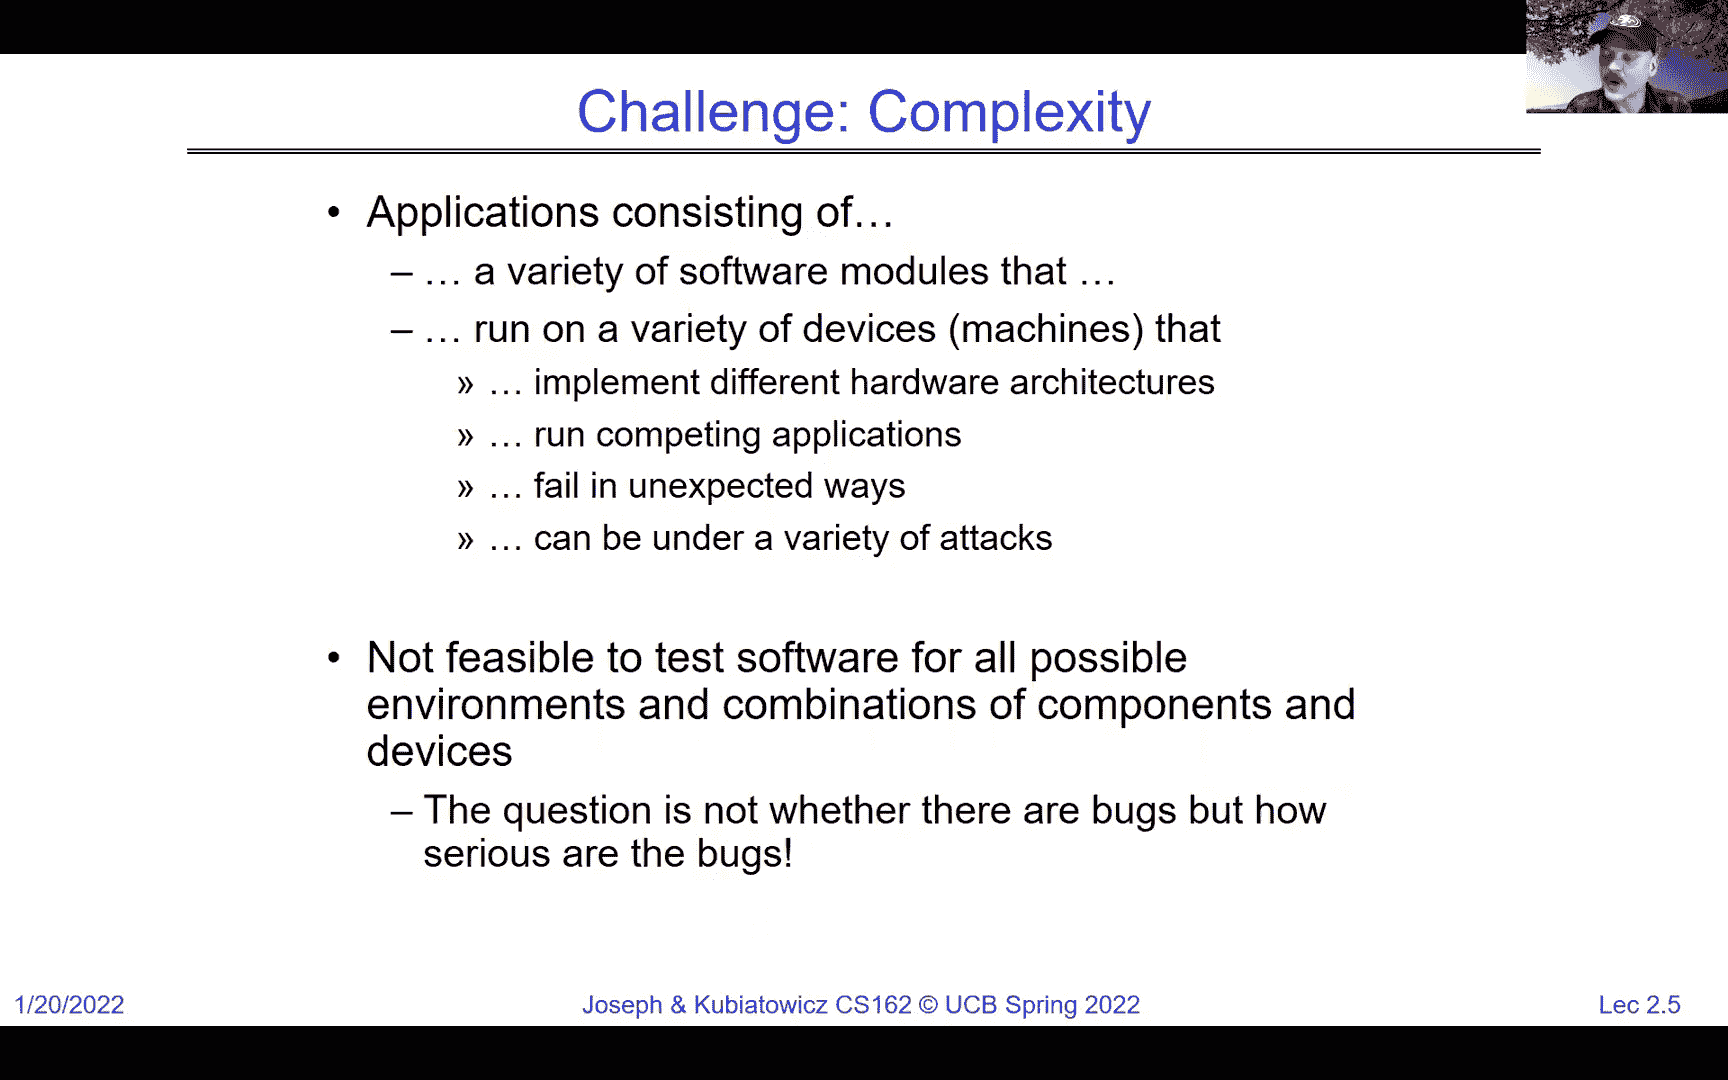 Challenge: Complexity
• Applications consisting of…
– … a variety of software modules that …
– … run on a variety of devices (machines) that
» … implement different hardware architectures
» … run competing applications
» … fail in unexpected ways
» … can be under a variety of attacks
• Not feasible to test software for all possible
environments and combinations of components and
devices
– The question is not whether there are bugs but how
serious are the bugs!
1/20/2022
Joseph & Kubiatowicz CS162 © UCB Spring 2022
Lec 2.5